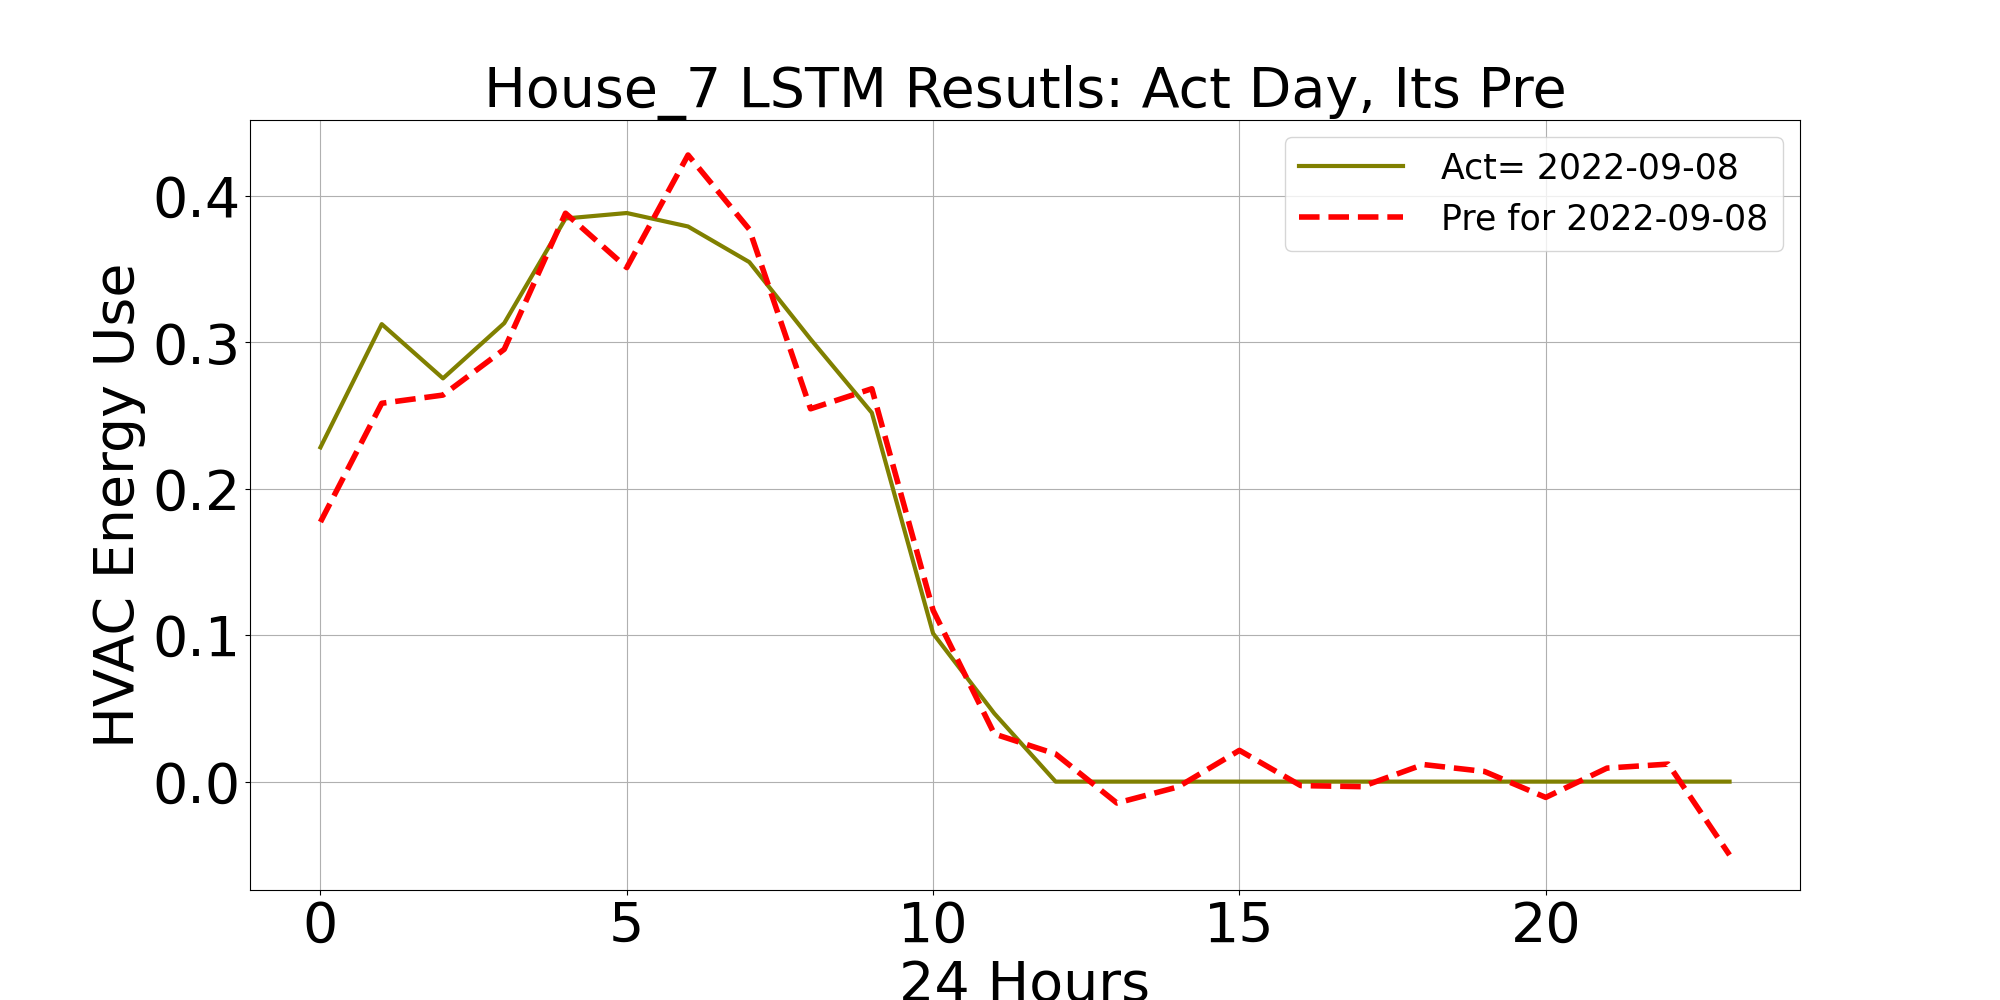 House_7 LSTM Resutls: Act Day, Its Pre
Act= 2022-09-08
Pre for 2022-09-08
HVAC Energy Use
0.4
0.3
0.2
0.1
0.0
0 5 10 15 20
24 Hours